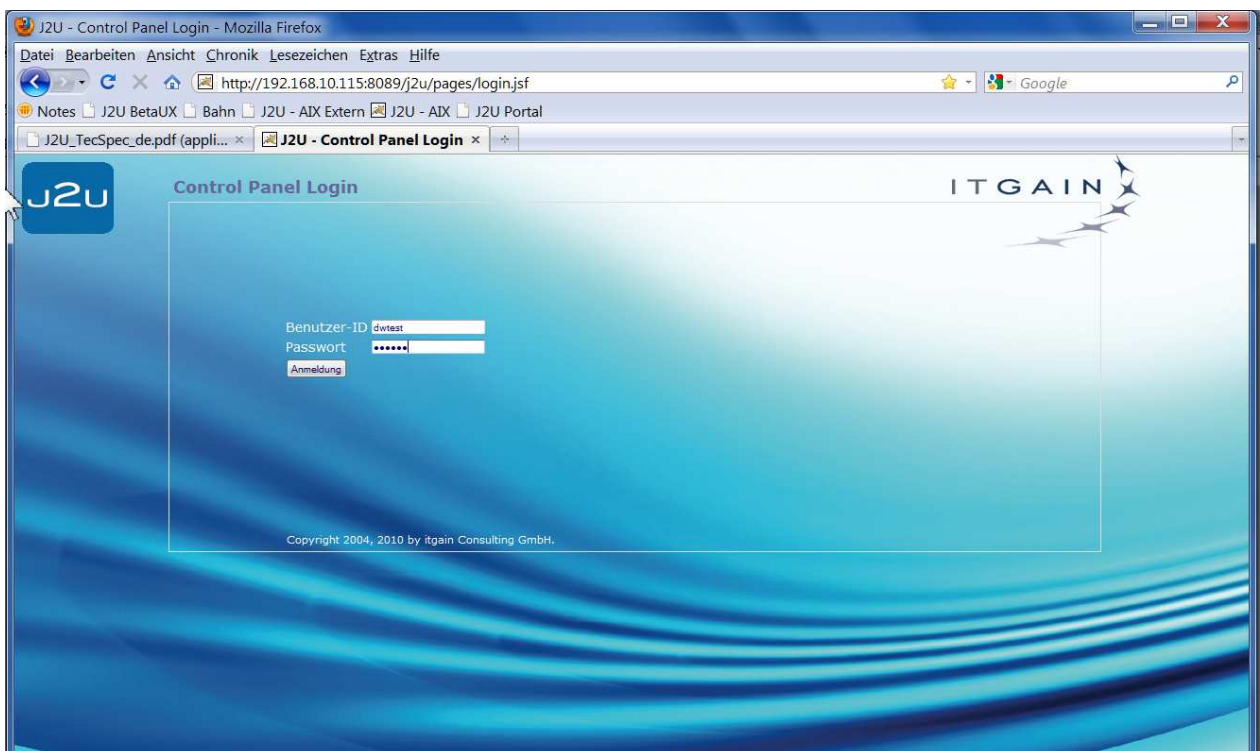 J2U - Control Panel Login - Mozilla Firefox
Datei Bearbeiten Ansicht Chronik Lesezeichen Extras Hilfe
http://192.168.10.115:8089/j2u/pages/login.jsf
Google
Notes J2U BetaUX Bahn J2U - AIX Extern J2U - AIX J2U Portal
J2U_TecSpec_de.pdf (appli... J2U - Control Panel Login
J2U
Control Panel Login
ITGAIN
Benutzer-ID dwtest
Passwort ••••••
Anmeldung
Copyright 2004, 2010 by itgain Consulting GmbH.